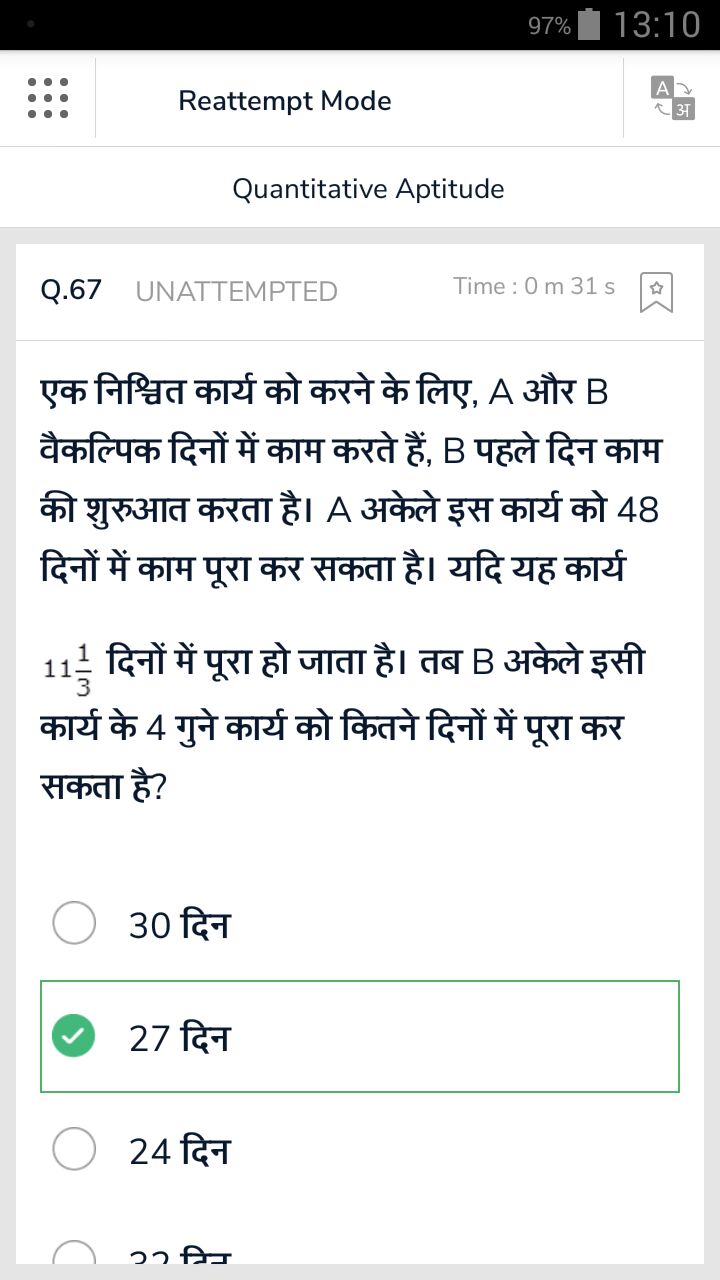 97% 13:10
Reattempt Mode
A अ
Quantitative Aptitude
Q.67 UNATTEMPTED Time : 0 m 31 s
एक निश्चित कार्य को करने के लिए, A और B
वैकल्पिक दिनों में काम करते हैं, B पहले दिन काम
की शुरुआत करता है। A अकेले इस कार्य को 48
दिनों में काम पूरा कर सकता है। यदि यह कार्य
11 1/3 दिनों में पूरा हो जाता है। तब B अकेले इसी
कार्य के 4 गुने कार्य को कितने दिनों में पूरा कर
सकता है?
30 दिन
27 दिन
24 दिन
32 दिन